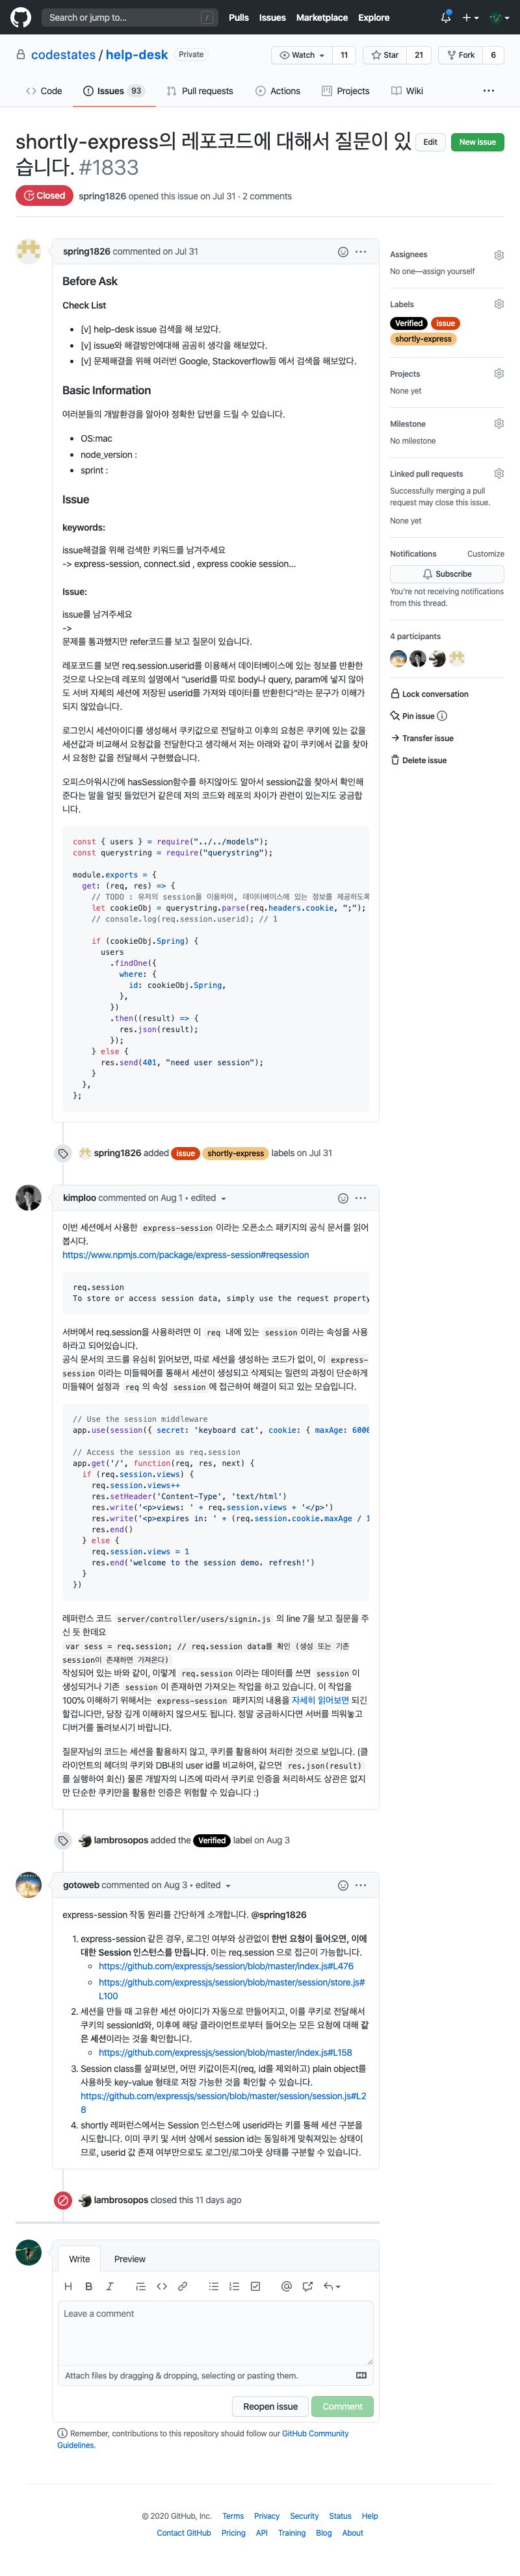 Search or jump to... /
Pulls Issues Marketplace Explore
codestates / help-desk Private
Watch 11 Star 21 Fork 6
Code Issues 93 Pull requests Actions Projects Wiki
shortly-express의 레포코드에 대해서 질문이 있
습니다. #1833
Edit New issue
Closed spring1826 opened this issue on Jul 31 · 2 comments
spring1826 commented on Jul 31
Before Ask
Check List
[v] help-desk issue 검색을 해 보았다.
[v] issue와 해결방안에대해 곰곰히 생각을 해보았다.
[v] 문제해결을 위해 여러번 Google, Stackoverflow등 에서 검색을 해보았다.
Basic Information
여러분들의 개발환경을 알아야 정확한 답변을 드릴 수 있습니다.
OS:mac
node_version :
sprint :
Issue
keywords:
issue해결을 위해 검색한 키워드를 남겨주세요
-> express-session, connect.sid , express cookie session...
Issue:
issue를 남겨주세요
->
문제를 통과했지만 refer코드를 보고 질문이 있습니다.
레포코드를 보면 req.session.userid를 이용해서 데이터베이스에 있는 정보를 반환한
것으로 나오는데 레포의 설명에서 "userid를 따로 body나 query, param에 넣지 않아
도 서버 자체의 세션에 저장된 userid를 가져와 데이터를 반환한다"라는 문구가 이해가
되지 않았습니다.
로그인시 세션아이디를 생성해서 쿠키값으로 전달하고 이후의 요청은 쿠키에 있는 값을
세션값과 비교해서 요청값을 전달한다고 생각해서 저는 아래와 같이 쿠키에서 값을 찾아
서 요청한 값을 전달해서 구현했습니다.
오피스아워시간에 hasSession함수를 하지않아도 알아서 session값을 찾아서 확인해
준다는 말을 얼핏 들었던거 같은데 저의 코드와 레포의 차이가 관련이 있는지도 궁금합
니다.
const { users } = require("../../models");
const querystring = require("querystring");
module.exports = {
get: (req, res) => {
// TODO : 유저의 session을 이용하여, 데이터베이스에 있는 정보를 제공하도록
let cookieObj = querystring.parse(req.headers.cookie, ";");
// console.log(req.session.userid); // 1
if (cookieObj.Spring) {
users
.findOne({
where: {
id: cookieObj.Spring,
},
})
.then((result) => {
res.json(result);
});
} else {
res.send(401, "need user session");
}
},
};
spring1826 added issue shortly-express labels on Jul 31
kimploo commented on Aug 1 • edited
이번 세션에서 사용한 express-session 이라는 오픈소스 패키지의 공식 문서를 읽어
봅시다.
https://www.npmjs.com/package/express-session#reqsession
req.session
To store or access session data, simply use the request property
서버에서 req.session을 사용하려면 이 req 내에 있는 session 이라는 속성을 사용
하라고 되어있습니다.
공식 문서의 코드를 유심히 읽어보면, 따로 세션을 생성하는 코드가 없이, 이 express-
session 이라는 미들웨어를 통해서 세션이 생성되고 삭제되는 일련의 과정이 단순하게
미들웨어 설정과 req 의 속성 session 에 접근하여 해결이 되고 있는 모습입니다.
// Use the session middleware
app.use(session({ secret: 'keyboard cat', cookie: { maxAge: 6000
// Access the session as req.session
app.get('/', function(req, res, next) {
if (req.session.views) {
req.session.views++
res.setHeader('Content-Type', 'text/html')
res.write('<p>views: ' + req.session.views + '</p>')
res.write('<p>expires in: ' + (req.session.cookie.maxAge / 1
res.end()
} else {
req.session.views = 1
res.end('welcome to the session demo. refresh!')
}
})
레퍼런스 코드 server/controller/users/signin.js 의 line 7을 보고 질문을 주
신 듯 한데요
var sess = req.session; // req.session data를 확인 (생성 또는 기존
session이 존재하면 가져온다)
작성되어 있는 바와 같이, 이렇게 req.session 이라는 데이터를 쓰면 session 이
생성되거나 기존 session 이 존재하면 가져오는 작업을 하고 있습니다. 이 작업을
100% 이해하기 위해서는 express-session 패키지의 내용을 자세히 읽어보면 되긴
할겁니다만, 당장 깊게 이해하지 않으셔도 됩니다. 정말 궁금하시다면 서버를 띄워놓고
디버거를 돌려보시기 바랍니다.
질문자님의 코드는 세션을 활용하지 않고, 쿠키를 활용하여 처리한 것으로 보입니다. (클
라이언트의 헤더의 쿠키와 DB내의 user id를 비교하여, 같으면 res.json(result)
를 실행하여 회신) 물론 개발자의 니즈에 따라서 쿠키로 인증을 처리하셔도 상관은 없지
만 단순한 쿠키만을 활용한 인증은 위험할 수 있습니다 :)
lambrosopos added the Verified label on Aug 3
gotoweb commented on Aug 3 • edited
express-session 작동 원리를 간단하게 소개합니다. @spring1826
1. express-session 같은 경우, 로그인 여부와 상관없이 한번 요청이 들어오면, 이에
대한 Session 인스턴스를 만듭니다. 이는 req.session 으로 접근이 가능합니다.
https://github.com/expressjs/session/blob/master/index.js#L476
https://github.com/expressjs/session/blob/master/session/store.js#
L100
2. 세션을 만들 때 고유한 세션 아이디가 자동으로 만들어지고, 이를 쿠키로 전달해서
쿠키의 sessionId와, 이후에 해당 클라이언트로부터 들어오는 모든 요청에 대해 같
은 세션이라는 것을 확인합니다.
https://github.com/expressjs/session/blob/master/index.js#L158
3. Session class를 살펴보면, 어떤 키값이든지(req, id를 제외하고) plain object를
사용하듯 key-value 형태로 저장 가능한 것을 확인할 수 있습니다.
https://github.com/expressjs/session/blob/master/session/session.js#L2
8
4. shortly 레퍼런스에서는 Session 인스턴스에 userid라는 키를 통해 세션 구분을
시도합니다. 이미 쿠키 및 서버 상에서 session id는 동일하게 맞춰져있는 상태이
므로, userid 값 존재 여부만으로도 로그인/로그아웃 상태를 구분할 수 있습니다.
lambrosopos closed this 11 days ago
Write Preview
Leave a comment
Attach files by dragging & dropping, selecting or pasting them.
Reopen issue Comment
Remember, contributions to this repository should follow our GitHub Community
Guidelines.
Assignees
No one—assign yourself
Labels
Verified issue
shortly-express
Projects
None yet
Milestone
No milestone
Linked pull requests
Successfully merging a pull
request may close this issue.
None yet
Notifications Customize
Subscribe
You're not receiving notifications
from this thread.
4 participants
Lock conversation
Pin issue
Transfer issue
Delete issue
© 2020 GitHub, Inc. Terms Privacy Security Status Help
Contact GitHub Pricing API Training Blog About